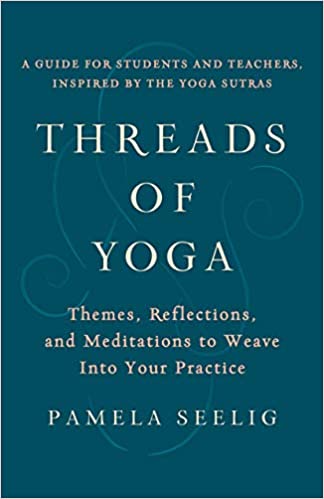 A GUIDE FOR STUDENTS AND TEACHERS,
INSPIRED BY THE YOGA SUTRAS
THREADS
OF
YOGA
Themes, Reflections,
and Meditations to Weave
Into Your Practice
PAMELA SEELIG